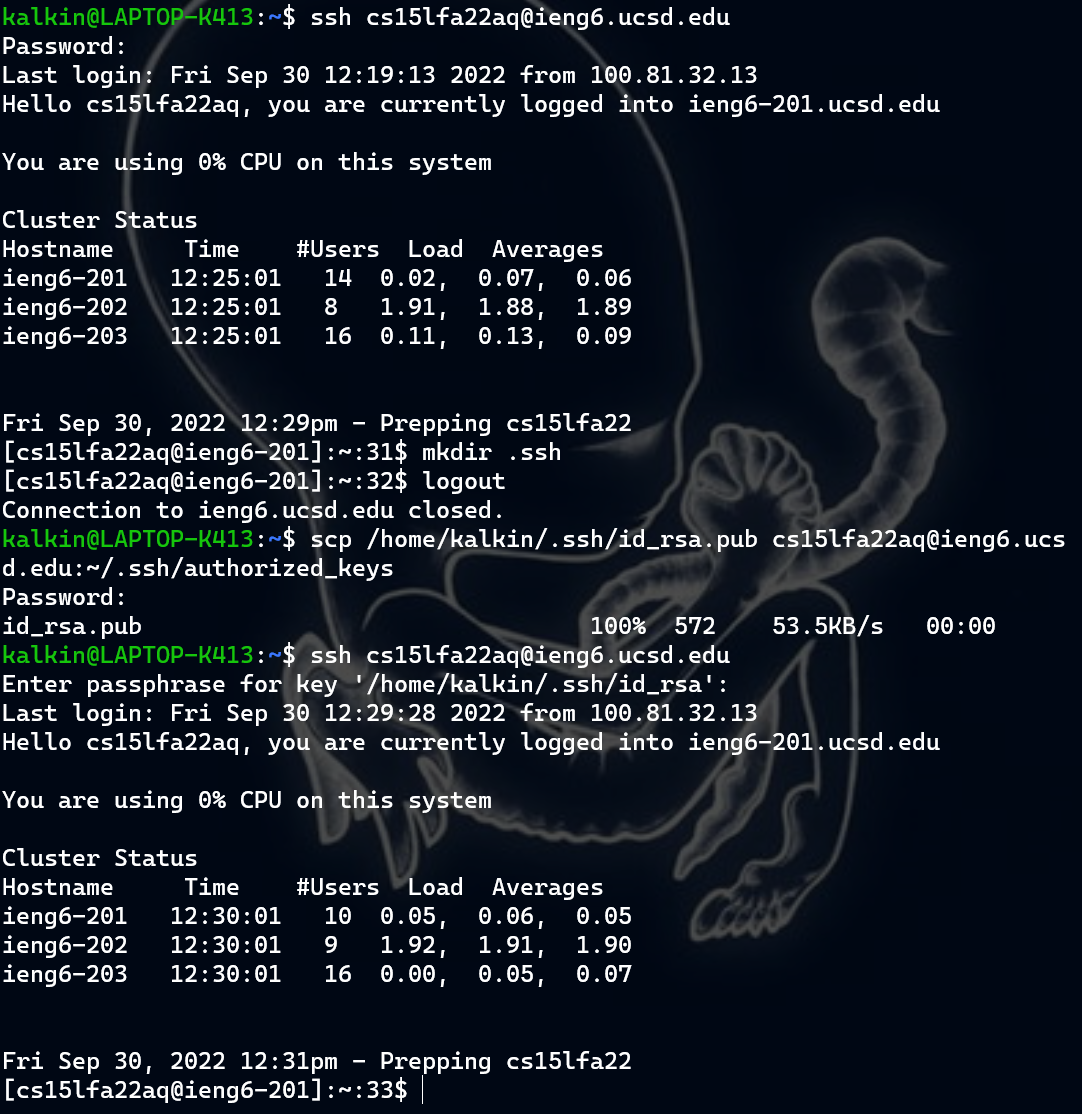 kalkin@LAPTOP-K413:~$ ssh cs15lfa22aq@ieng6.ucsd.edu
Password:
Last login: Fri Sep 30 12:19:13 2022 from 100.81.32.13
Hello cs15lfa22aq, you are currently logged into ieng6-201.ucsd.edu
You are using 0% CPU on this system
Cluster Status
Hostname     Time    #Users  Load  Averages
ieng6-201   12:25:01   14  0.02,  0.07,  0.06
ieng6-202   12:25:01   8   1.91,  1.88,  1.89
ieng6-203   12:25:01   16  0.11,  0.13,  0.09
Fri Sep 30, 2022 12:29pm - Prepping cs15lfa22
[cs15lfa22aq@ieng6-201]:~:31$ mkdir .ssh
[cs15lfa22aq@ieng6-201]:~:32$ logout
Connection to ieng6.ucsd.edu closed.
kalkin@LAPTOP-K413:~$ scp /home/kalkin/.ssh/id_rsa.pub cs15lfa22aq@ieng6.ucs
d.edu:~/.ssh/authorized_keys
Password:
id_rsa.pub                                100%  572    53.5KB/s   00:00
kalkin@LAPTOP-K413:~$ ssh cs15lfa22aq@ieng6.ucsd.edu
Enter passphrase for key '/home/kalkin/.ssh/id_rsa':
Last login: Fri Sep 30 12:29:28 2022 from 100.81.32.13
Hello cs15lfa22aq, you are currently logged into ieng6-201.ucsd.edu
You are using 0% CPU on this system
Cluster Status
Hostname     Time    #Users  Load  Averages
ieng6-201   12:30:01   10  0.05,  0.06,  0.05
ieng6-202   12:30:01   9   1.92,  1.91,  1.90
ieng6-203   12:30:01   16  0.00,  0.05,  0.07
Fri Sep 30, 2022 12:31pm - Prepping cs15lfa22
[cs15lfa22aq@ieng6-201]:~:33$